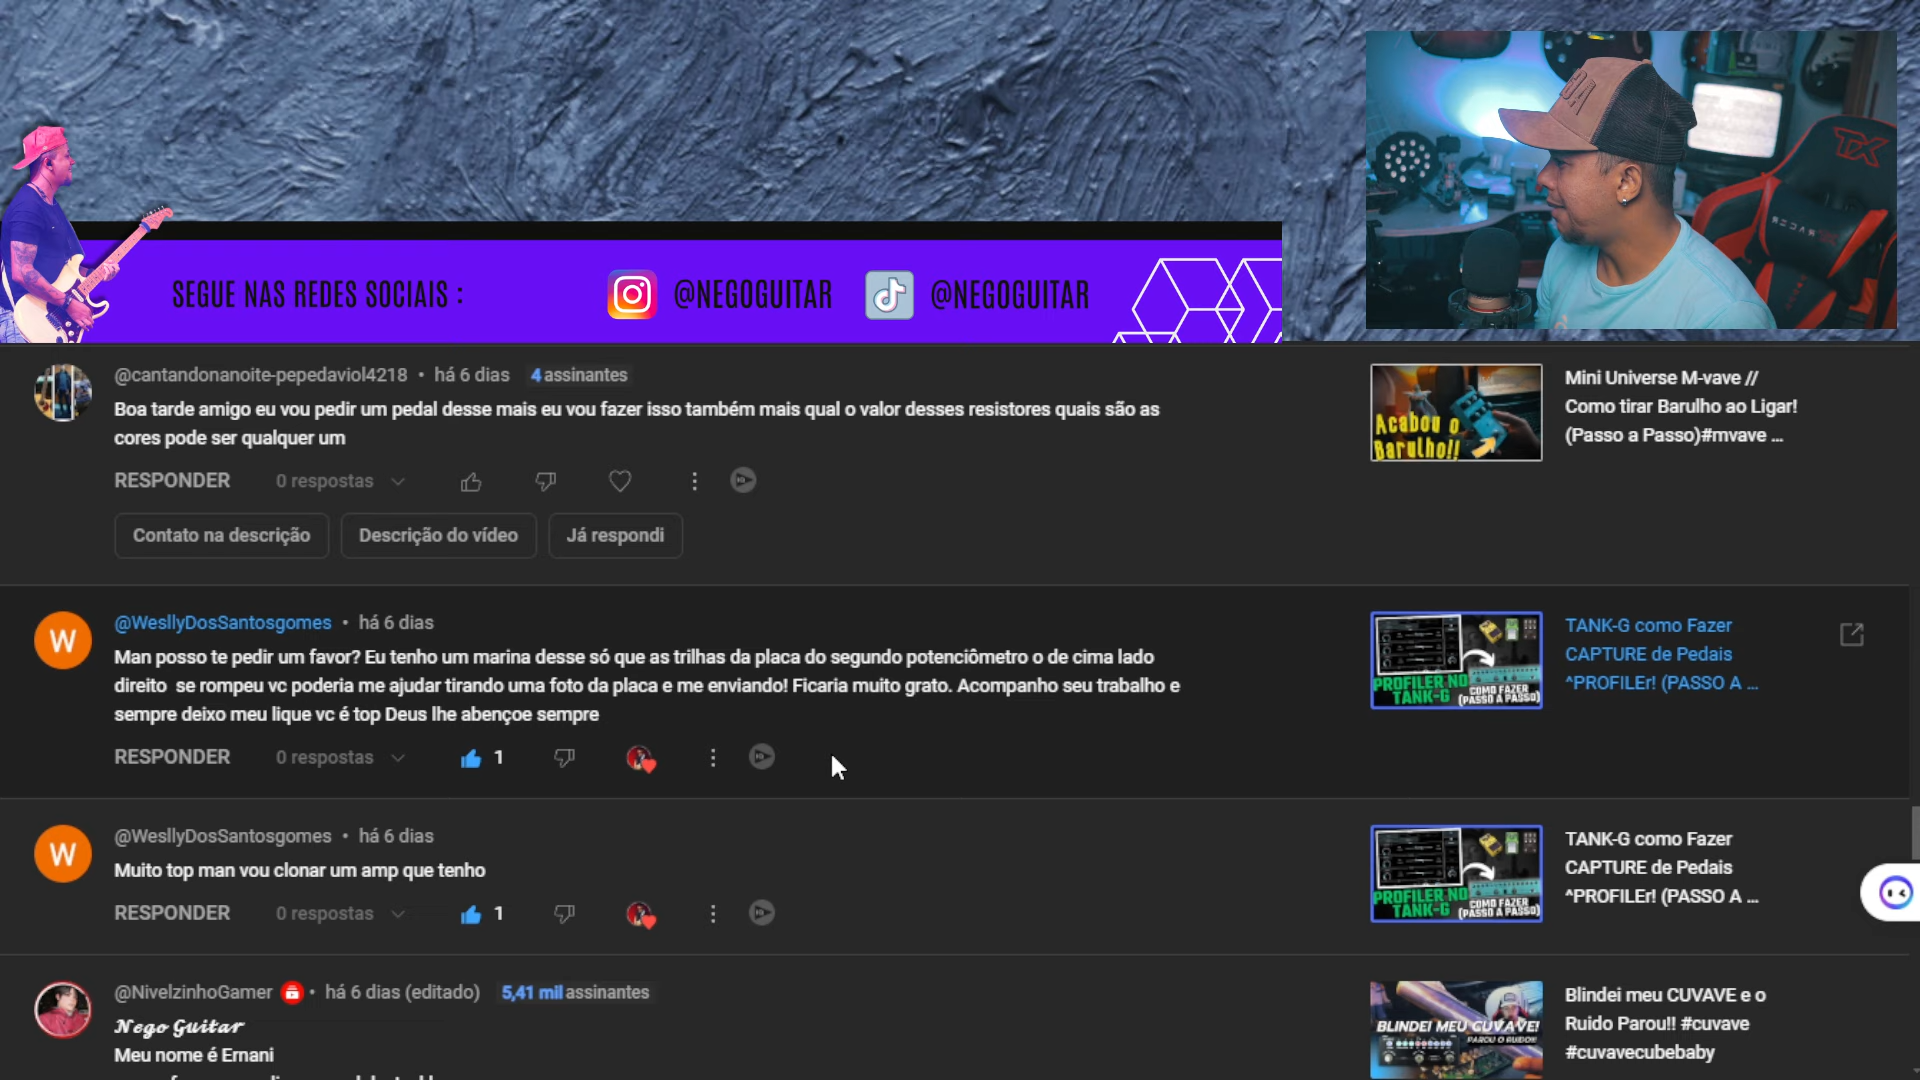 SEGUE NAS REDES SOCIAIS :
@NEGOGUITAR
@NEGOGUITAR
@cantandonanoite-pepedaviol4218 • há 6 dias 4 assinantes
Boa tarde amigo eu vou pedir um pedal desse mais eu vou fazer isso também mais qual o valor desses resistores quais são as
cores pode ser qualquer um
RESPONDER 0 respostas
Contato na descrição
Descrição do vídeo
Já respondi
Acabou o
Barulho!!
Mini Universe M-vave //
Como tirar Barulho ao Ligar!
(Passo a Passo)#mvave ...
W
@WesllyDosSantosgomes • há 6 dias
Man posso te pedir um favor? Eu tenho um marina desse só que as trilhas da placa do segundo potenciômetro o de cima lado
direito se rompeu vc poderia me ajudar tirando uma foto da placa e me enviando! Ficaria muito grato. Acompanho seu trabalho e
sempre deixo meu lique vc é top Deus lhe abençoe sempre
RESPONDER 0 respostas 1
PROFILER NO
TANK-G
COMO FAZER
(PASSO A PASSO)
TANK-G como Fazer
CAPTURE de Pedais
^PROFILEr! (PASSO A ...
W
@WesllyDosSantosgomes • há 6 dias
Muito top man vou clonar um amp que tenho
RESPONDER 0 respostas 1
PROFILER NO
TANK-G
COMO FAZER
(PASSO A PASSO)
TANK-G como Fazer
CAPTURE de Pedais
^PROFILEr! (PASSO A ...
@NivelzinhoGamer • há 6 dias (editado) 5,41 mil assinantes
Nego Guitar
Meu nome é Ernani
BLINDEI MEU CUVAVE!
PAROU O RUIDO!!!
Blindei meu CUVAVE e o
Ruido Parou!! #cuvave
#cuvavecubebaby